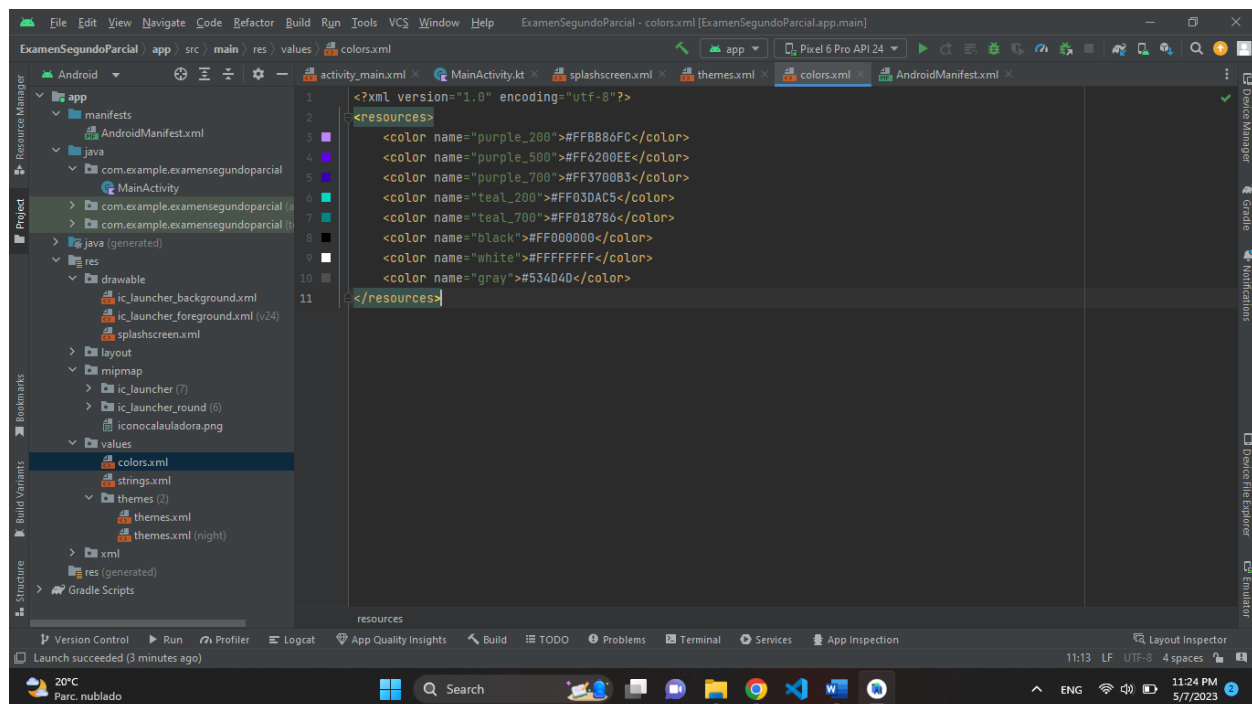 File Edit View Navigate Code Refactor Build Run Tools VCS Window Help ExamenSegundoParcial - colors.xml [ExamenSegundoParcial.app.main]
ExamenSegundoParcial app src main res values colors.xml app Pixel 6 Pro API 24
Android
activity_main.xml MainActivity.kt splashscreen.xml themes.xml colors.xml AndroidManifest.xml
Resource Manager
Project
Bookmarks
Build Variants
Structure
app
manifests
AndroidManifest.xml
java
com.example.examensegundoparcial
MainActivity
com.example.examensegundoparcial (a
com.example.examensegundoparcial (t
java (generated)
res
drawable
ic_launcher_background.xml
ic_launcher_foreground.xml (v24)
splashscreen.xml
layout
mipmap
ic_launcher (7)
ic_launcher_round (6)
iconocalauladora.png
values
colors.xml
strings.xml
themes (2)
themes.xml
themes.xml (night)
xml
res (generated)
Gradle Scripts
1 <?xml version="1.0" encoding="utf-8"?>
2 <resources>
3 <color name="purple_200">#FFBB86FC</color>
4 <color name="purple_500">#FF6200EE</color>
5 <color name="purple_700">#FF3700B3</color>
6 <color name="teal_200">#FF03DAC5</color>
7 <color name="teal_700">#FF018786</color>
8 <color name="black">#FF000000</color>
9 <color name="white">#FFFFFFFF</color>
10 <color name="gray">#534D4D</color>
11 </resources>
resources
Device Manager
Gradle
Notifications
Device File Explorer
Emulator
Version Control Run Profiler Logcat App Quality Insights Build TODO Problems Terminal Services App Inspection Layout Inspector
Launch succeeded (3 minutes ago) 11:13 LF UTF-8 4 spaces
20°C
Parc. nublado
Search
ENG
11:24 PM
5/7/2023
2